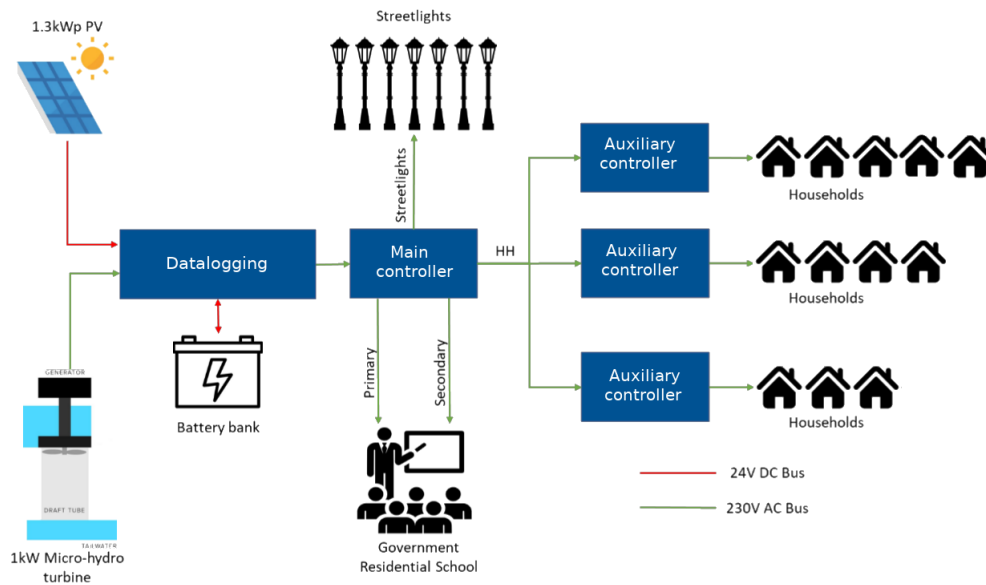 1.3kWp PV
Streetlights
Streetlights
Auxiliary
controller
Households
Datalogging
Main
controller
HH
Auxiliary
controller
Households
Primary
Secondary
Auxiliary
controller
Households
Battery bank
GENERATOR
DRAFT TUBE
TAILWATER
1kW Micro-hydro
turbine
Government
Residential School
24V DC Bus
230V AC Bus